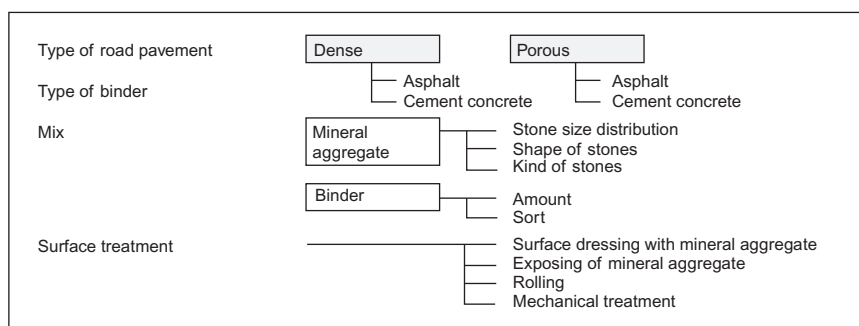 Type of road pavement
Dense
Porous
Type of binder
Asphalt
Cement concrete
Asphalt
Cement concrete
Mix
Mineral
aggregate
Stone size distribution
Shape of stones
Kind of stones
Binder
Amount
Sort
Surface treatment
Surface dressing with mineral aggregate
Exposing of mineral aggregate
Rolling
Mechanical treatment